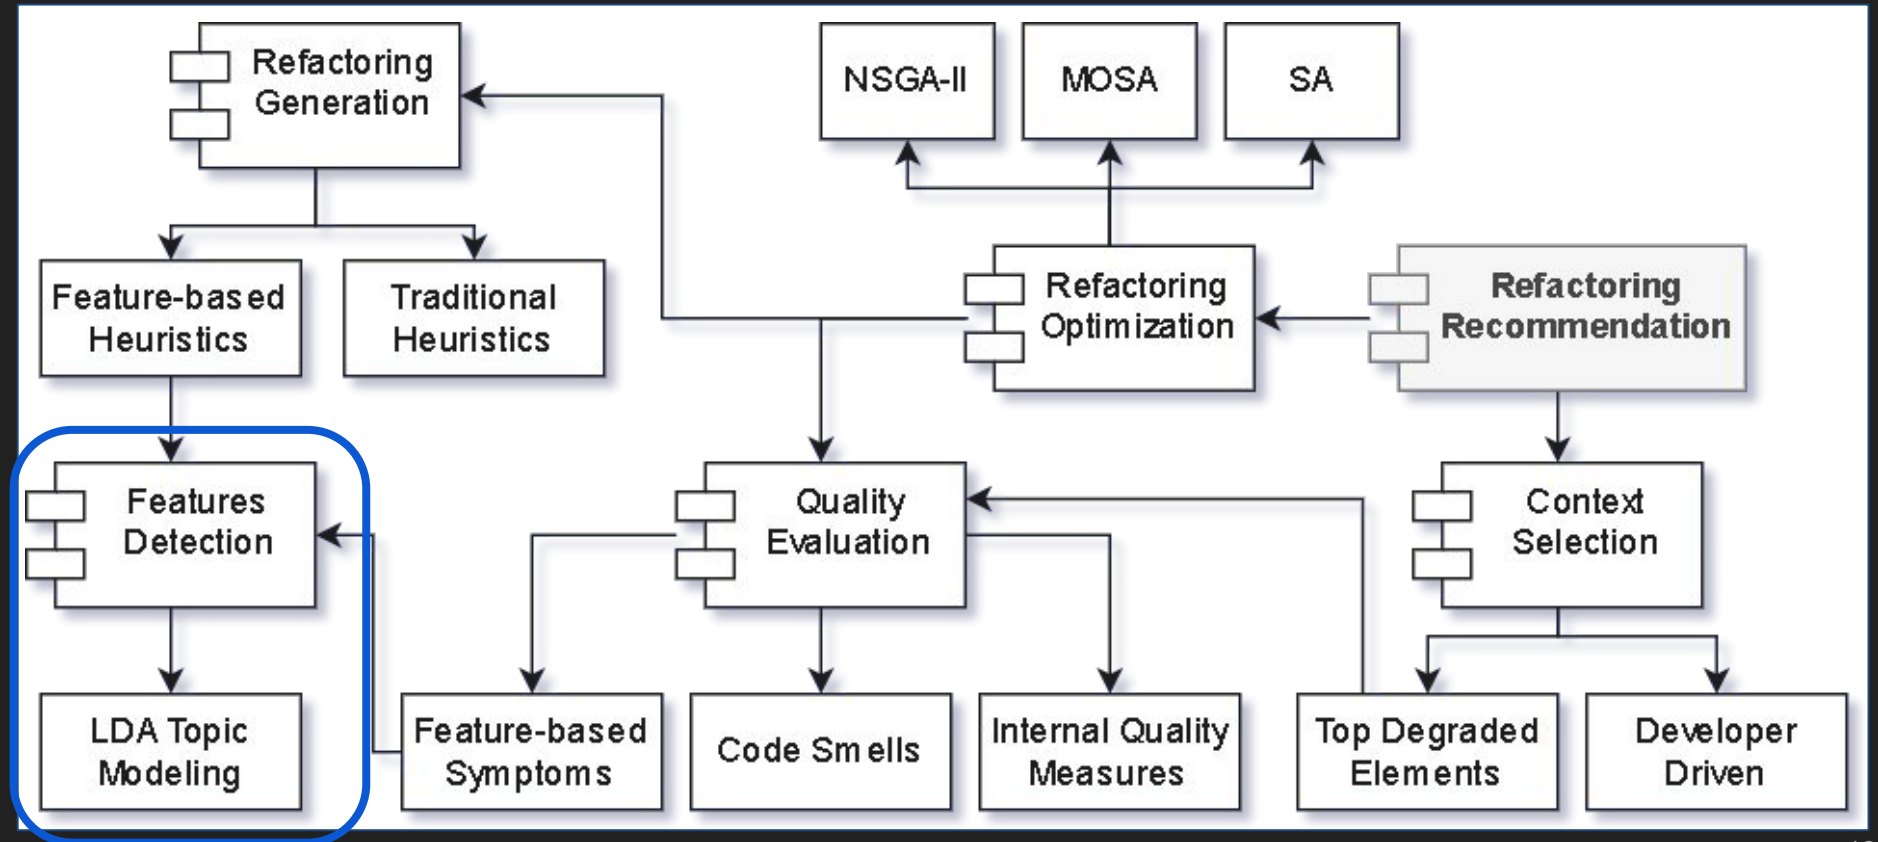 Refactoring
Generation
NSGA-II
MOSA
SA
Feature-based
Heuristics
Traditional
Heuristics
Refactoring
Optimization
Refactoring
Recommendation
Features
Detection
Quality
Evaluation
Context
Selection
LDA Topic
Modeling
Feature-based
Symptoms
Code Smells
Internal Quality
Measures
Top Degraded
Elements
Developer
Driven